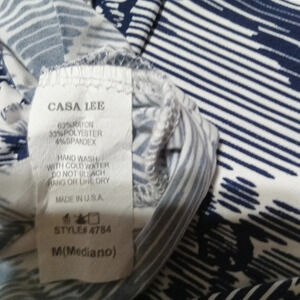 CASA LEE
63%RAYON
33%POLYESTER
4%SPANDEX
HAND WASH
WITH COLD WATER
DO NOT BLEACH
HANG OR LINE DRY
MADE IN U.S.A.
STYLE# 4784
M(Mediano)